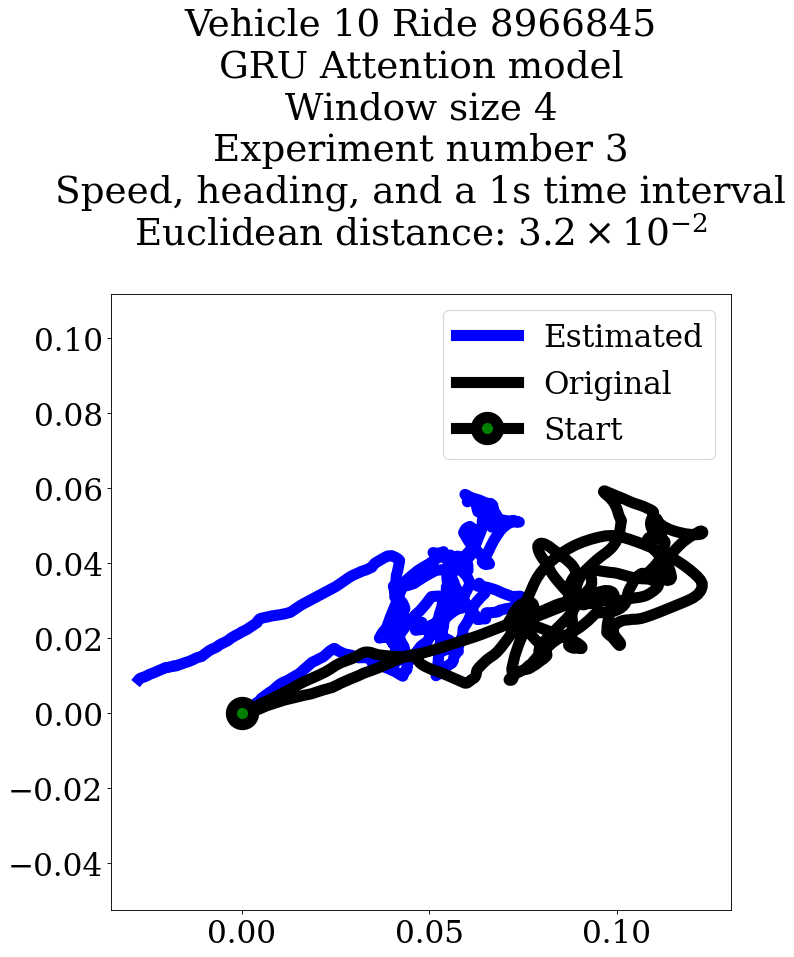 Vehicle 10 Ride 8966845
GRU Attention model
Window size 4
Experiment number 3
Speed, heading, and a 1s time interval
Euclidean distance: 3.2 × 10⁻²
Estimated
Original
Start
0.10
0.08
0.06
0.04
0.02
0.00
−0.02
−0.04
0.00 0.05 0.10